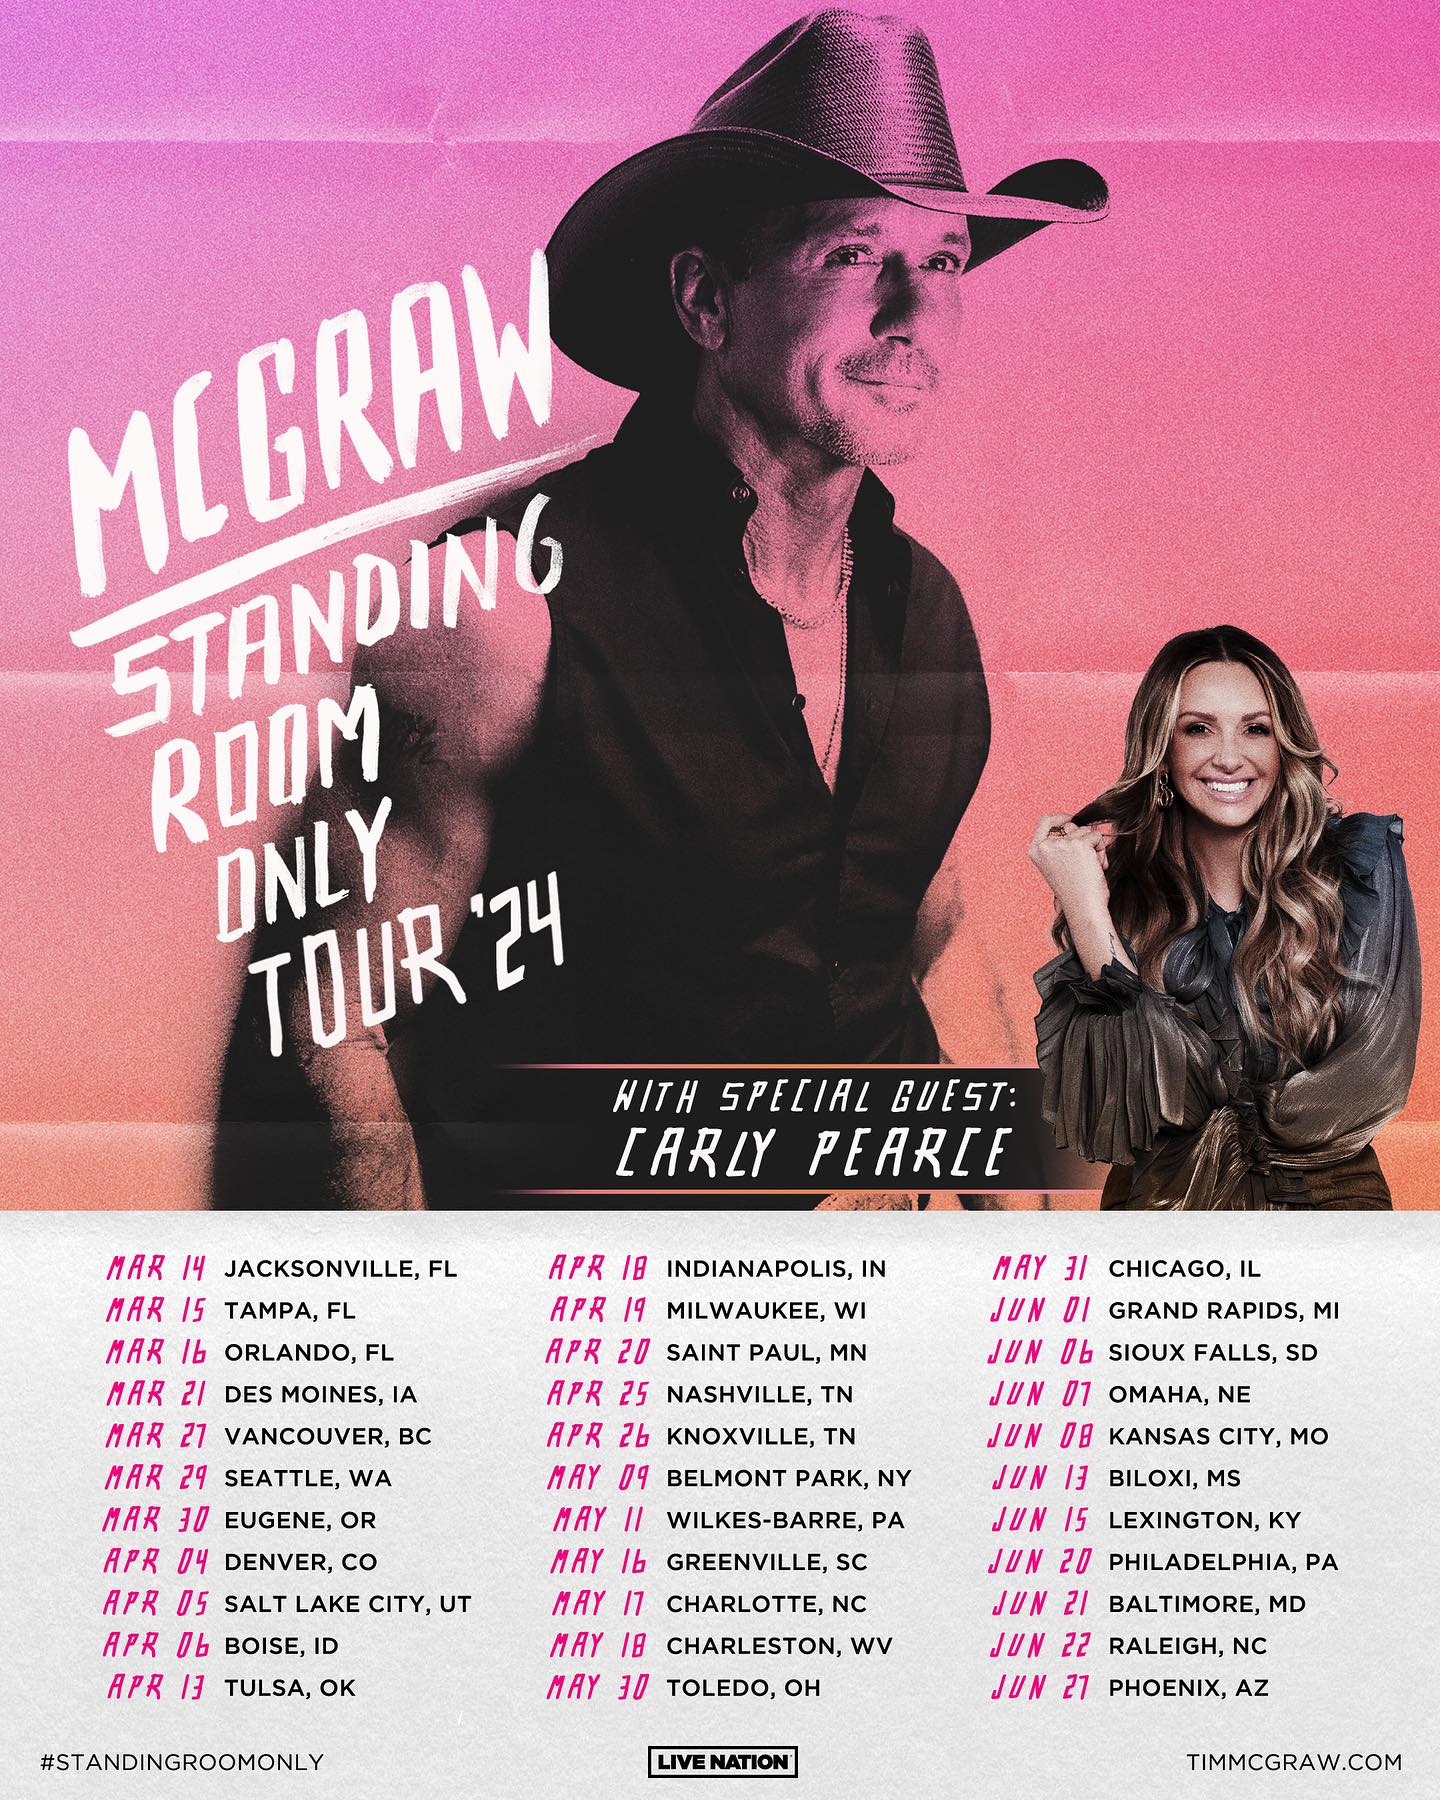 MCGRAW
STANDING
ROOM
ONLY
TOUR '24
WITH SPECIAL GUEST:
CARLY PEARCE
MAR 14 JACKSONVILLE, FL
MAR 15 TAMPA, FL
MAR 16 ORLANDO, FL
MAR 21 DES MOINES, IA
MAR 27 VANCOUVER, BC
MAR 29 SEATTLE, WA
MAR 30 EUGENE, OR
APR 04 DENVER, CO
APR 05 SALT LAKE CITY, UT
APR 06 BOISE, ID
APR 13 TULSA, OK
APR 18 INDIANAPOLIS, IN
APR 19 MILWAUKEE, WI
APR 20 SAINT PAUL, MN
APR 25 NASHVILLE, TN
APR 26 KNOXVILLE, TN
MAY 09 BELMONT PARK, NY
MAY 11 WILKES-BARRE, PA
MAY 16 GREENVILLE, SC
MAY 17 CHARLOTTE, NC
MAY 18 CHARLESTON, WV
MAY 30 TOLEDO, OH
MAY 31 CHICAGO, IL
JUN 01 GRAND RAPIDS, MI
JUN 06 SIOUX FALLS, SD
JUN 07 OMAHA, NE
JUN 08 KANSAS CITY, MO
JUN 13 BILOXI, MS
JUN 15 LEXINGTON, KY
JUN 20 PHILADELPHIA, PA
JUN 21 BALTIMORE, MD
JUN 22 RALEIGH, NC
JUN 27 PHOENIX, AZ
#STANDINGROOMONLY
LIVE NATION
TIMMCGRAW.COM